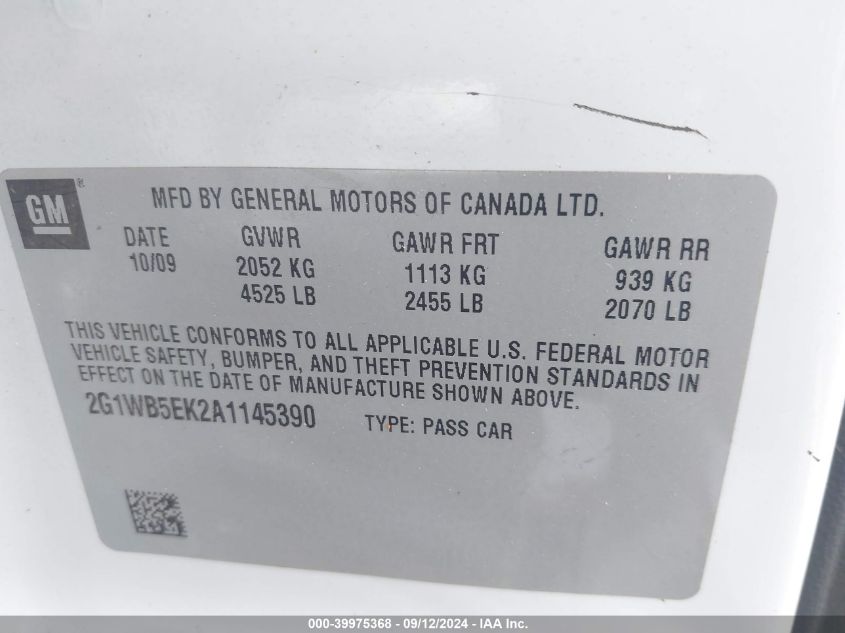 GM
MFD BY GENERAL MOTORS OF CANADA LTD.
DATE GVWR GAWR FRT GAWR RR
10/09 2052 KG 1113 KG 939 KG
4525 LB 2455 LB 2070 LB
THIS VEHICLE CONFORMS TO ALL APPLICABLE U.S. FEDERAL MOTOR
VEHICLE SAFETY, BUMPER, AND THEFT PREVENTION STANDARDS IN
EFFECT ON THE DATE OF MANUFACTURE SHOWN ABOVE.
2G1WB5EK2A1145390 TYPE: PASS CAR
000-39975368 - 09/12/2024 - IAA Inc.